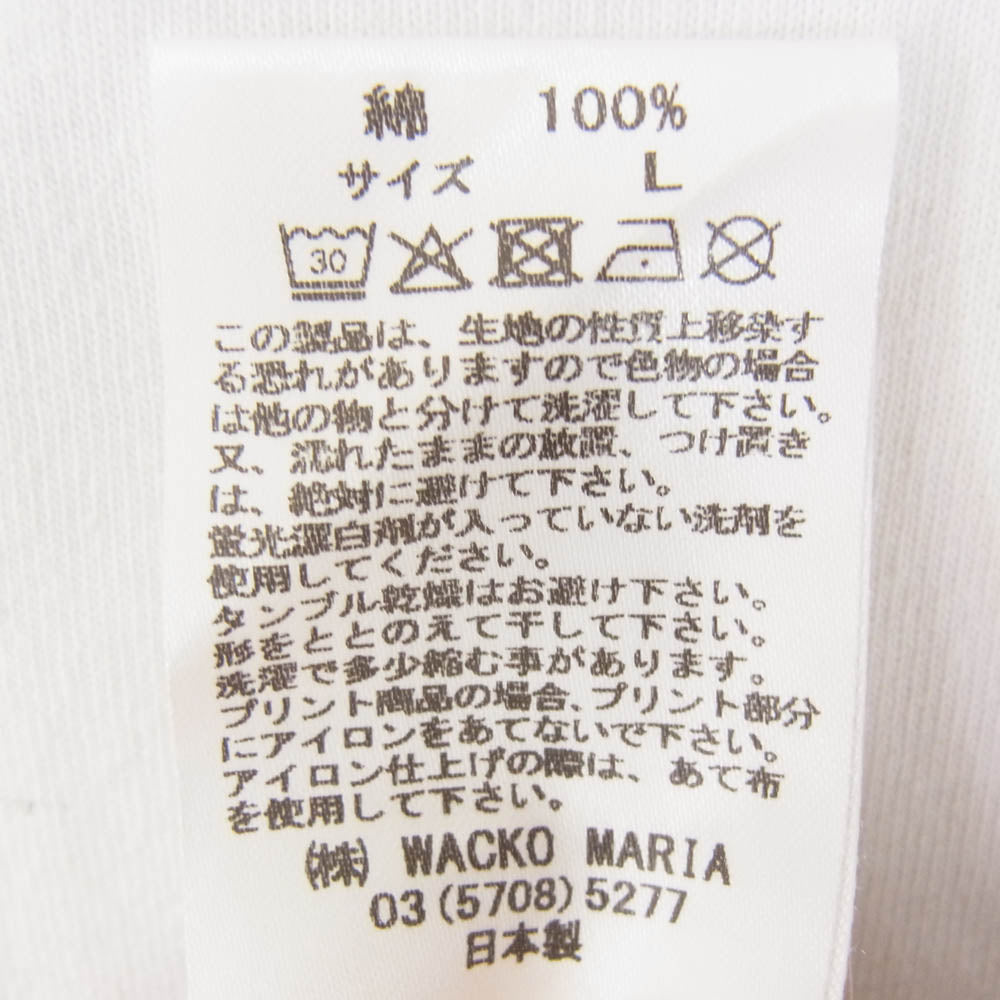 綿 100%
サイズ L
30
この製品は、生地の性質上移染す
る恐れがありますので色物の場合
は他の物と分けて洗濯して下さい。
又、濡れたままの放置、つけ置き
は、絶対に避けて下さい。
蛍光漂白剤が入っていない洗剤を
使用してください。
タンブル乾燥はお避け下さい。
形をととのえて干して下さい。
洗濯で多少縮む事があります。
プリント商品の場合、プリント部分
にアイロンをあてないで下さい。
アイロン仕上げの際は、あて布
を使用して下さい。
㈱ WACKO MARIA
03(5708)5277
日本製